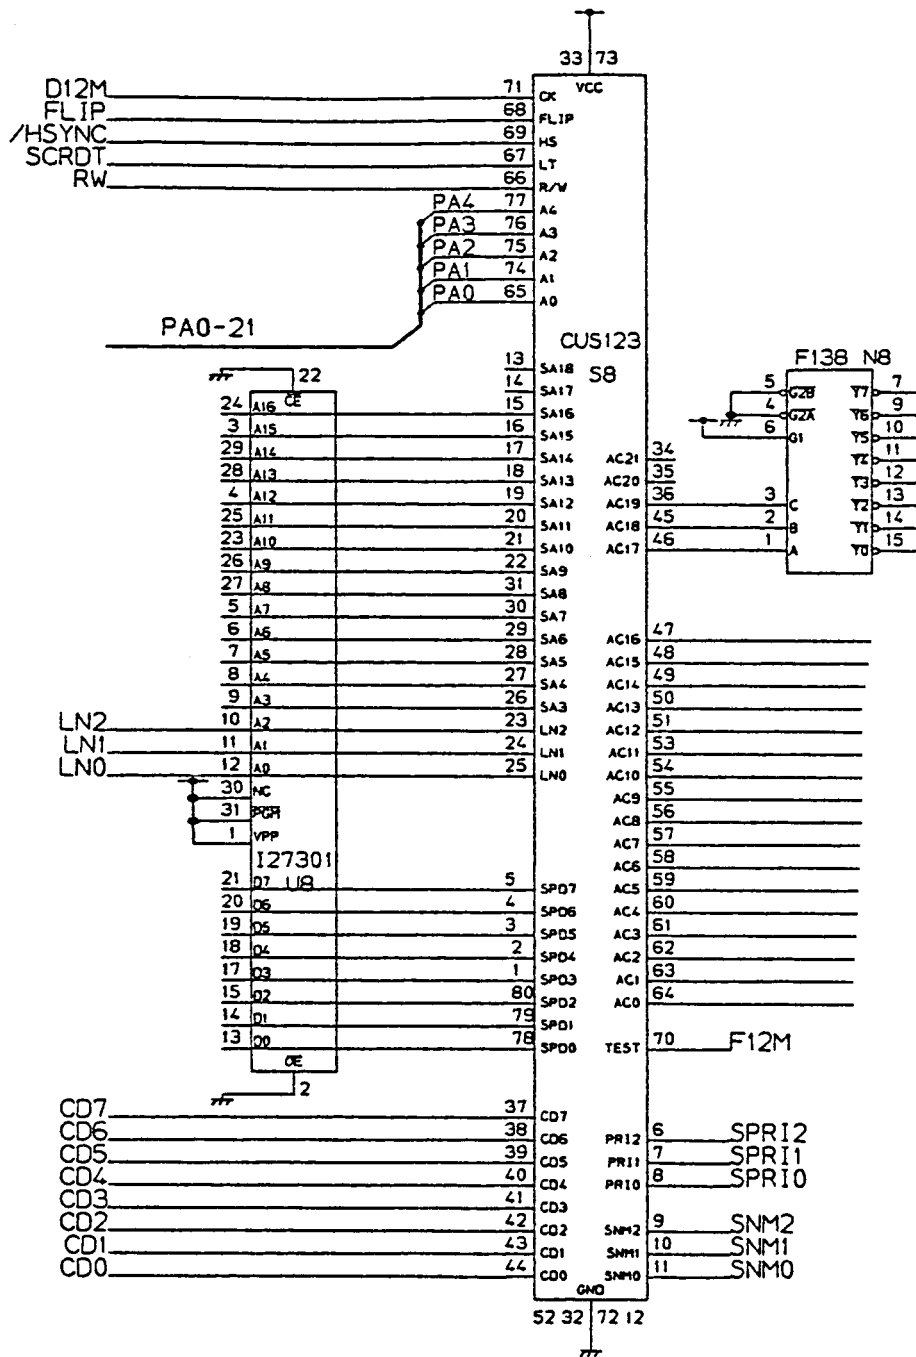 33 73
VCC
D12M 71 CK
FLIP 68 FLIP
/HSYNC 69 HS
SCRDT 67 LT
RW 66 R/W
PA4 77 A4
PA3 76 A3
PA2 75 A2
PA1 74 A1
PA0 65 A0
PA0-21
CUS123
S8
F138 N8
22
CE
13 SA18
14 SA17
24 A16 15 SA16
3 A15 16 SA15
29 A14 17 SA14 AC21 34
28 A13 18 SA13 AC20 35
4 A12 19 SA12 AC19 36 3 C
25 A11 20 SA11 AC18 45 2 B
23 A10 21 SA10 AC17 46 1 A
5 G2B Y7 7
4 G2A Y6 9
6 G1 Y5 10
Y4 11
Y3 12
Y2 13
Y1 14
Y0 15
26 A9 22 SA9
27 A8 31 SA8
5 A7 30 SA7
6 A6 29 SA6 AC16 47
7 A5 28 SA5 AC15 48
8 A4 27 SA4 AC14 49
9 A3 26 SA3 AC13 50
LN2 10 A2 23 LN2 AC12 51
LN1 11 A1 24 LN1 AC11 53
LN0 12 A0 25 LN0 AC10 54
30 NC AC9 55
31 PGM AC8 56
1 VPP AC7 57
I27301 AC6 58
U8
21 D7 5 SPD7 AC5 59
20 D6 4 SPD6 AC4 60
19 D5 3 SPD5 AC3 61
18 D4 2 SPD4 AC2 62
17 D3 1 SPD3 AC1 63
15 D2 80 SPD2 AC0 64
14 D1 79 SPD1
13 D0 78 SPD0 TEST 70 F12M
OE
2
CD7 37 CD7
CD6 38 CD6 PRI2 6 SPRI2
CD5 39 CD5 PRI1 7 SPRI1
CD4 40 CD4 PRI0 8 SPRI0
CD3 41 CD3
CD2 42 CD2 SNM2 9 SNM2
CD1 43 CD1 SNM1 10 SNM1
CD0 44 CD0 SNM0 11 SNM0
GND
52 32 72 12